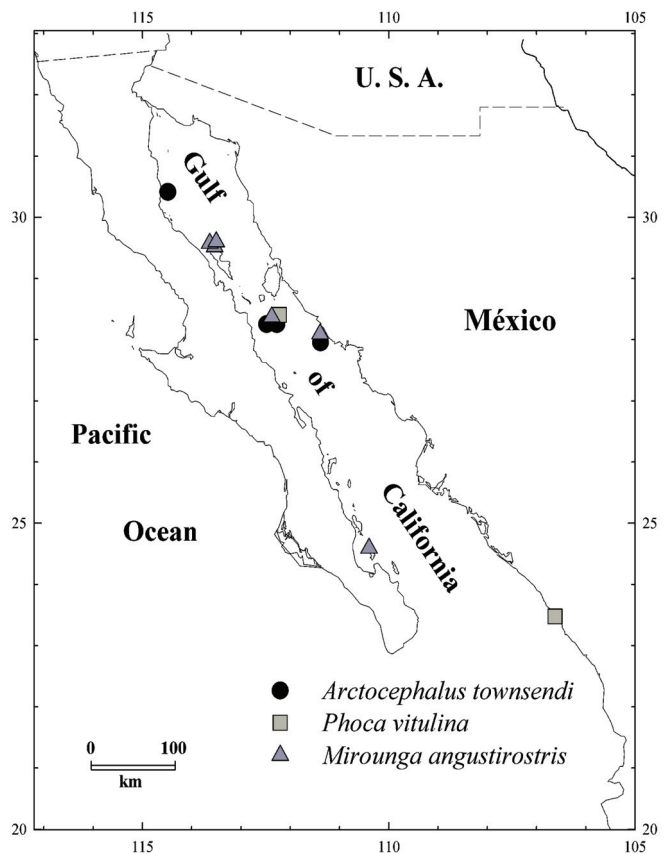 115 110 105
U. S. A.
Gulf
30 30
México
of
Pacific
California
25 25
Ocean
Arctocephalus townsendi
Phoca vitulina
0 100
Mirounga angustirostris
km
20 20
115 110 105